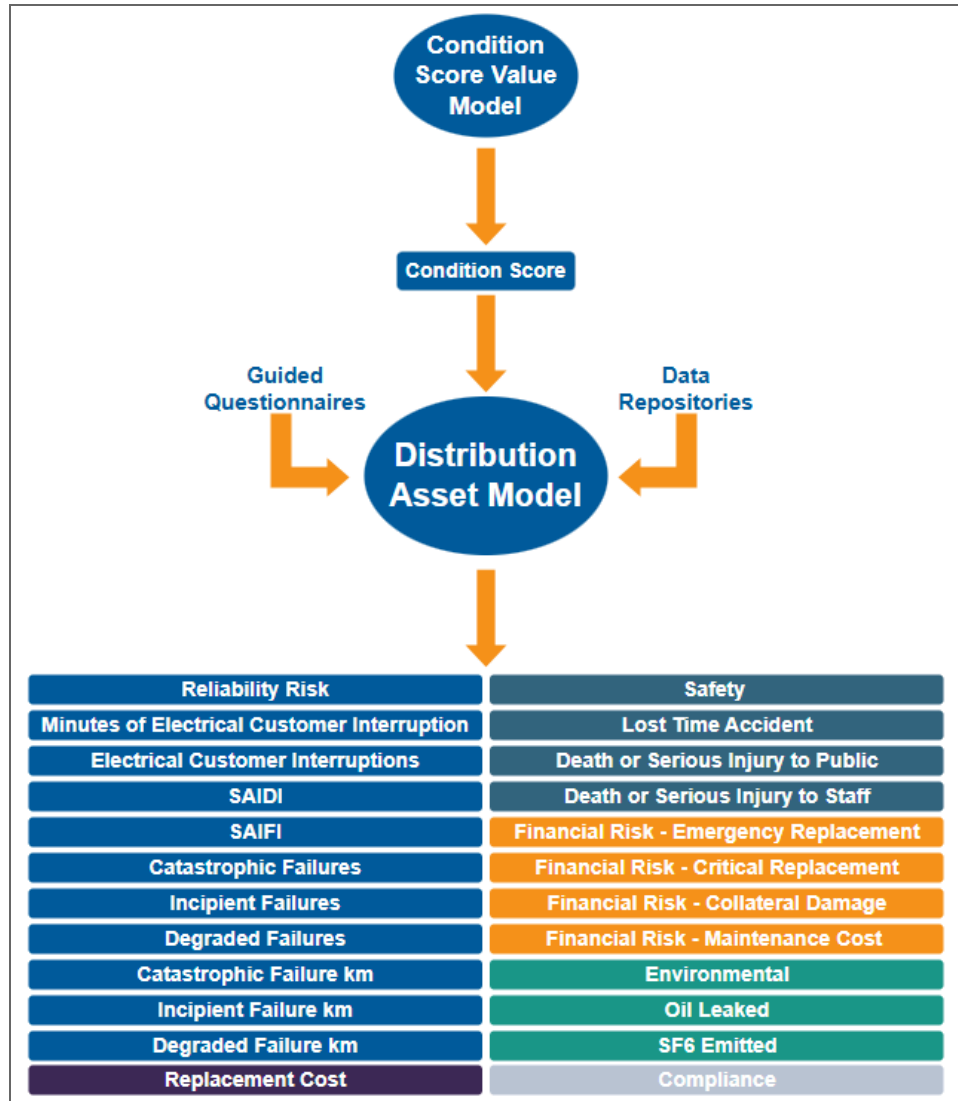 Condition
Score Value
Model
Condition Score
Guided
Questionnaires
Data
Repositories
Distribution
Asset Model
Reliability Risk
Safety
Minutes of Electrical Customer Interruption
Lost Time Accident
Electrical Customer Interruptions
Death or Serious Injury to Public
SAIDI
Death or Serious Injury to Staff
SAIFI
Financial Risk - Emergency Replacement
Catastrophic Failures
Financial Risk - Critical Replacement
Incipient Failures
Financial Risk - Collateral Damage
Degraded Failures
Financial Risk - Maintenance Cost
Catastrophic Failure km
Environmental
Incipient Failure km
Oil Leaked
Degraded Failure km
SF6 Emitted
Replacement Cost
Compliance